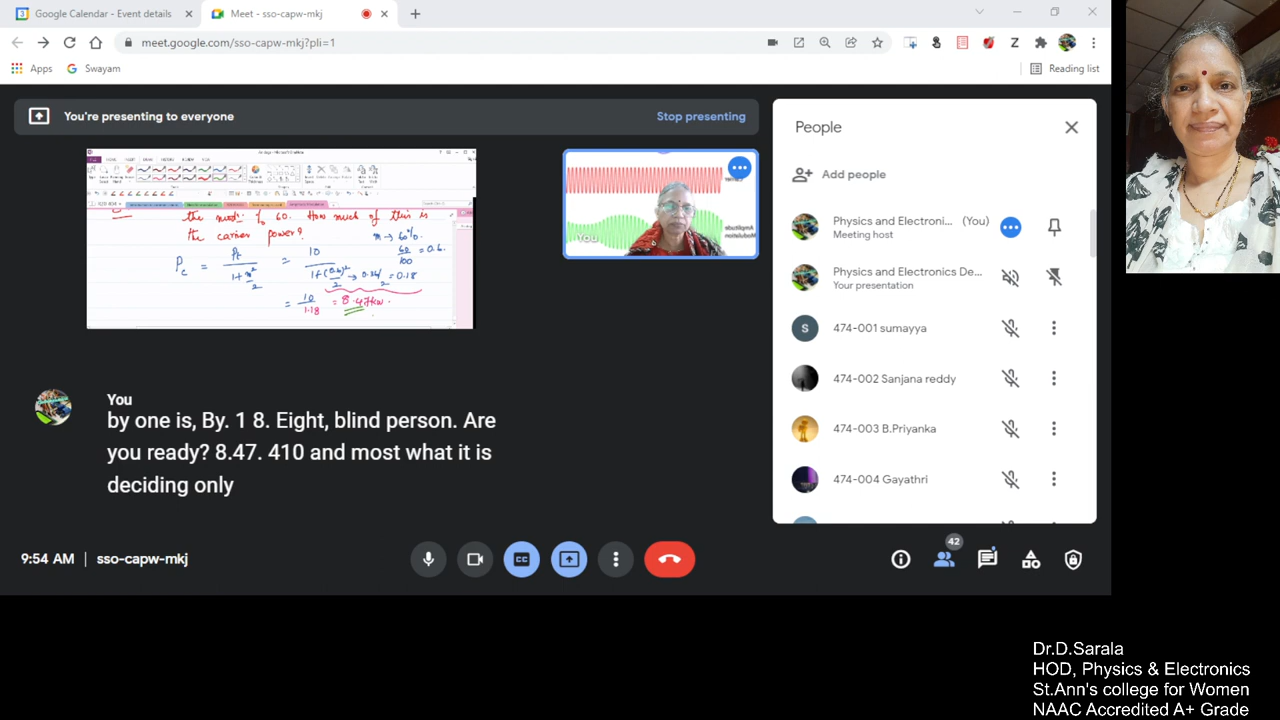 Google Calendar - Event details
Meet - sso-capw-mkj
meet.google.com/sso-capw-mkj?pli=1
Apps
Swayam
Reading list
You're presenting to everyone
Stop presenting
the modn of 60. How much of this is
the carrier power?
m → 60%.
60/100 = 0.6
Pc = Pt / 1+m²/2 = 10 / 1+(0.6)²/2 → 0.36/2 = 0.18
= 10/1.18 = 8.47kw.
YOU
Amplitude
Modulation
People
Add people
Physics and Electroni... (You)
Meeting host
Physics and Electronics De...
Your presentation
S
474-001 sumayya
474-002 Sanjana reddy
474-003 B.Priyanka
474-004 Gayathri
You
by one is, By. 1 8. Eight, blind person. Are
you ready? 8.47. 410 and most what it is
deciding only
9:54 AM | sso-capw-mkj
CC
42
Dr.D.Sarala
HOD, Physics & Electronics
St.Ann's college for Women
NAAC Accredited A+ Grade